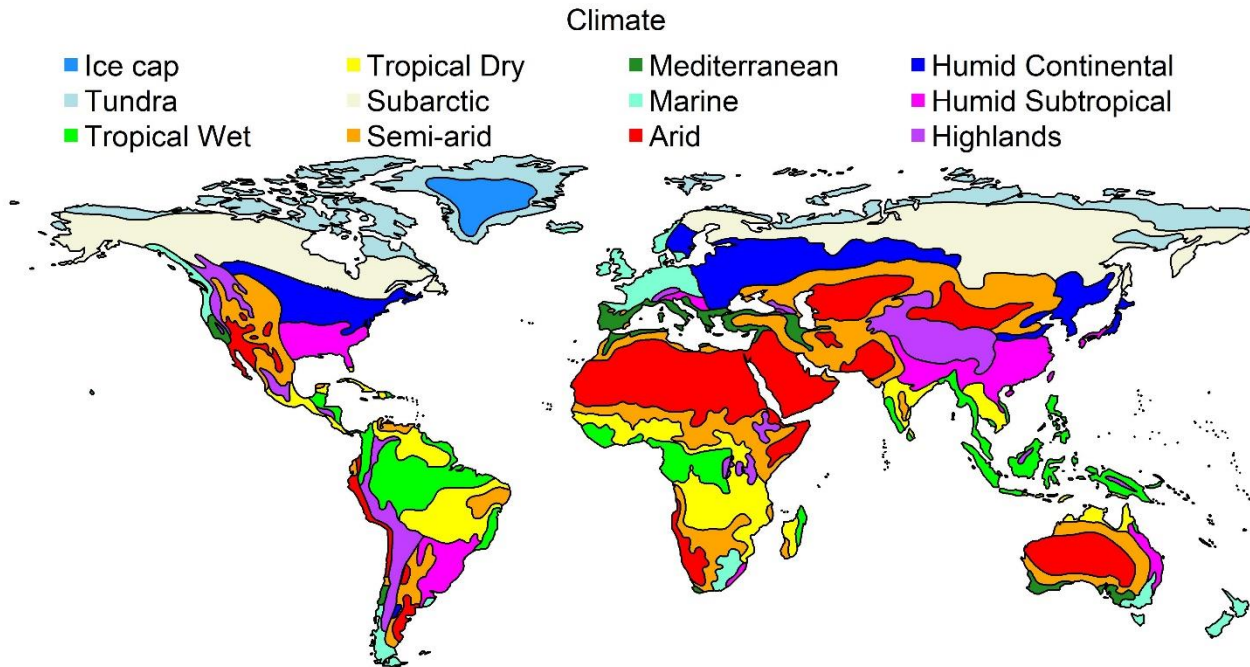 Climate
Ice cap Tropical Dry Mediterranean Humid Continental
Tundra Subarctic Marine Humid Subtropical
Tropical Wet Semi-arid Arid Highlands